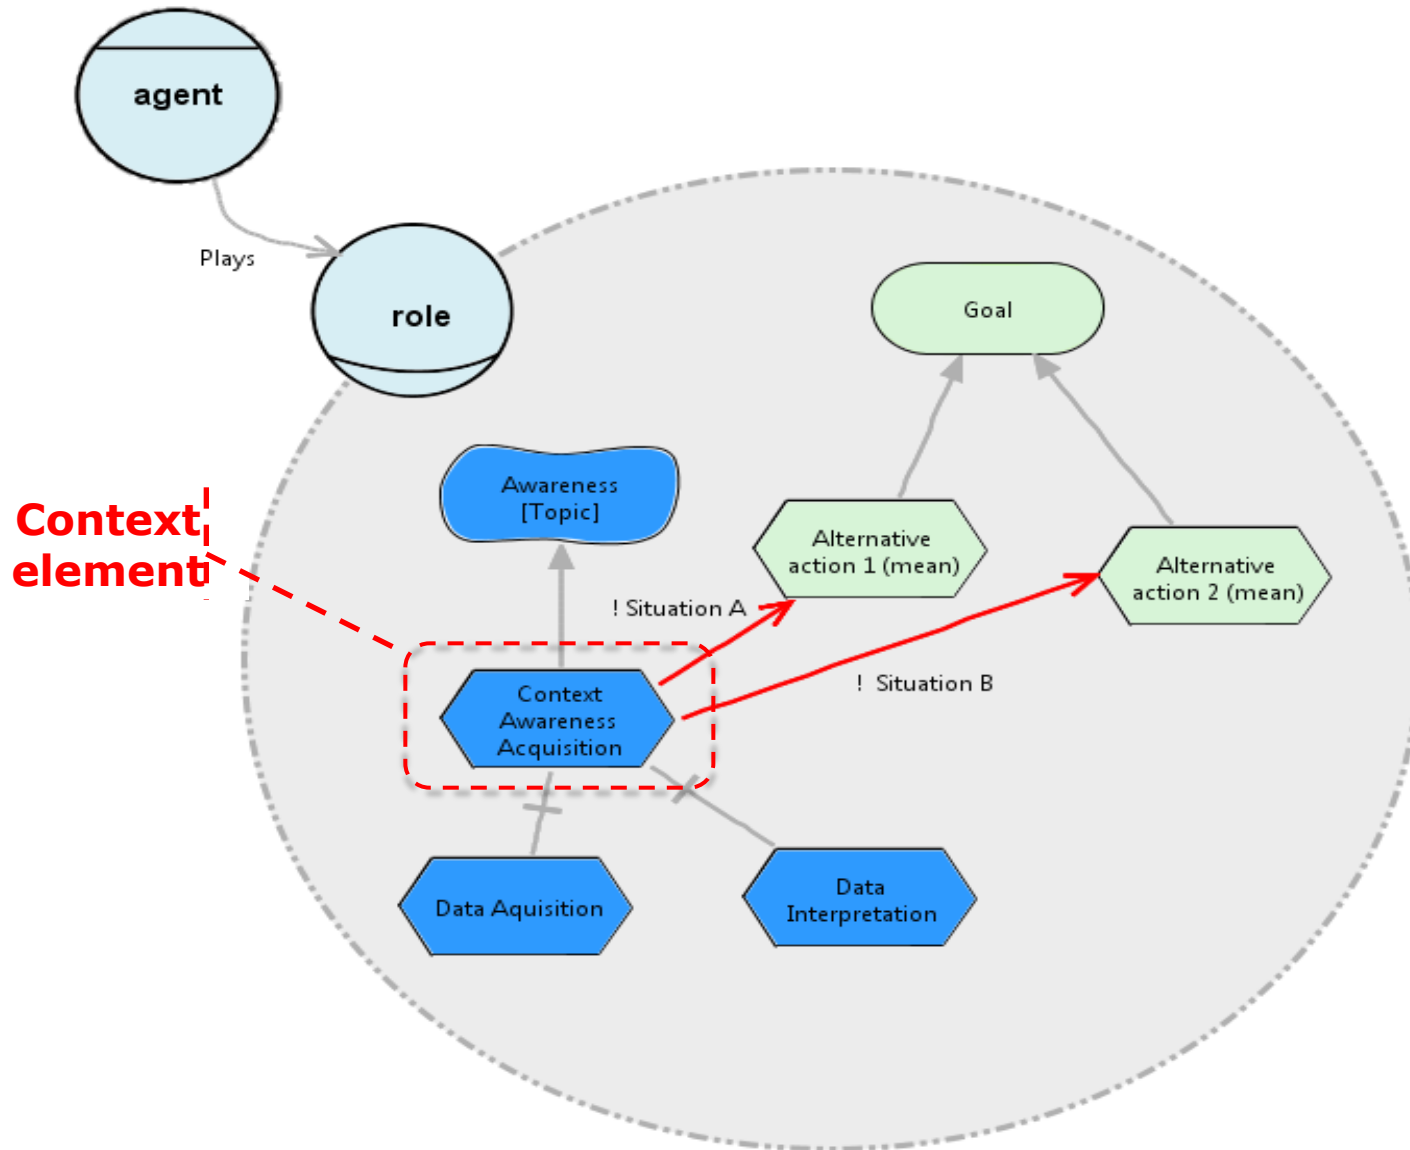 agent
Plays
role
Goal
Awareness
[Topic]
Context
element
Alternative
action 1 (mean)
Alternative
action 2 (mean)
! Situation A
! Situation B
Context
Awareness
Acquisition
Data Aquisition
Data
Interpretation